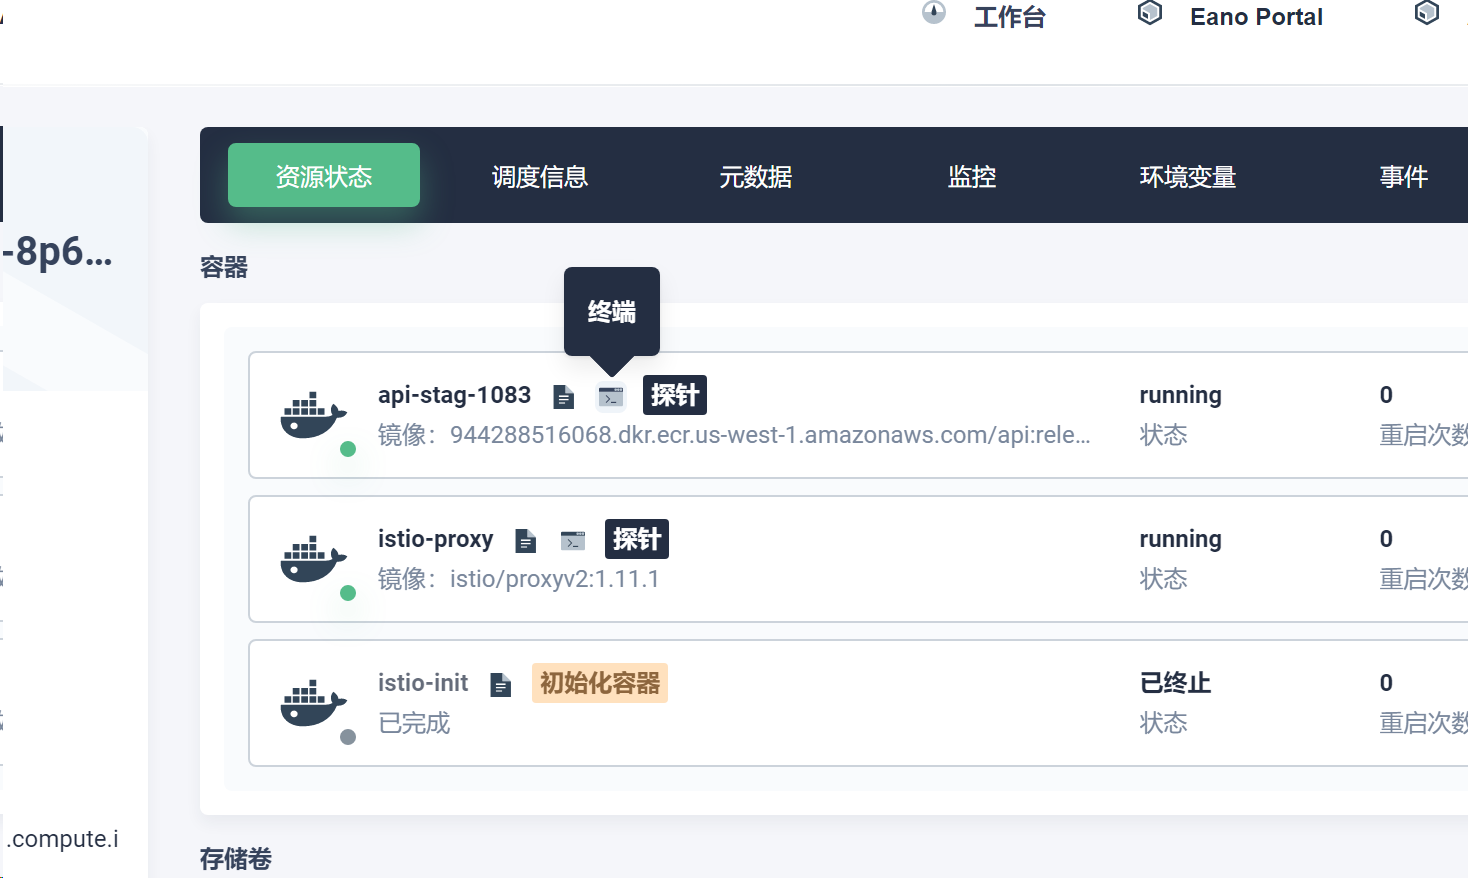 工作台
Eano Portal
-8p6...
资源状态
调度信息
元数据
监控
环境变量
事件
容器
终端
api-stag-1083
探针
running
0
镜像：944288516068.dkr.ecr.us-west-1.amazonaws.com/api:rele...
状态
重启次数
istio-proxy
探针
running
0
镜像：istio/proxyv2:1.11.1
状态
重启次数
istio-init
初始化容器
已终止
0
已完成
状态
重启次数
.compute.i
存储卷